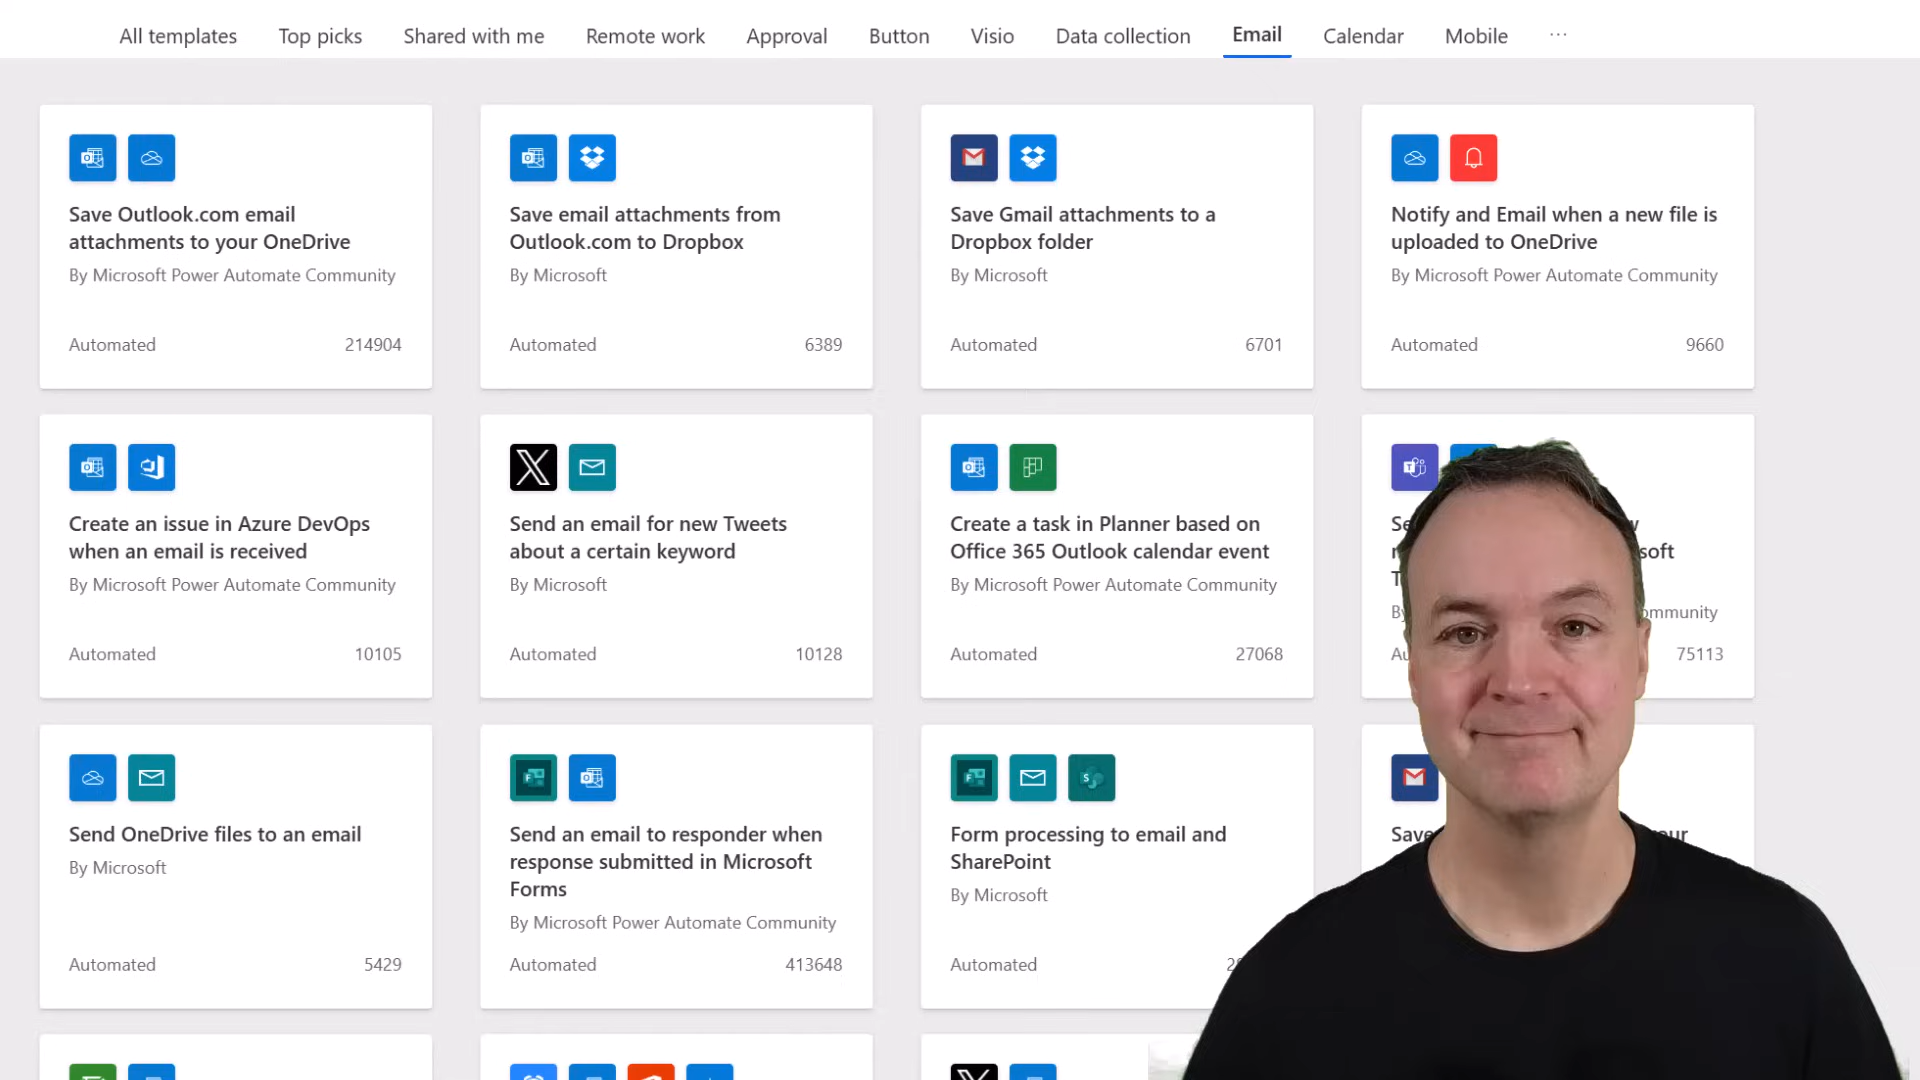 All templates Top picks Shared with me Remote work Approval Button Visio Data collection Email Calendar Mobile ...
Save Outlook.com email
attachments to your OneDrive
By Microsoft Power Automate Community
Automated 214904
Save email attachments from
Outlook.com to Dropbox
By Microsoft
Automated 6389
Save Gmail attachments to a
Dropbox folder
By Microsoft
Automated 6701
Notify and Email when a new file is
uploaded to OneDrive
By Microsoft Power Automate Community
Automated 9660
Create an issue in Azure DevOps
when an email is received
By Microsoft Power Automate Community
Automated 10105
Send an email for new Tweets
about a certain keyword
By Microsoft
Automated 10128
Create a task in Planner based on
Office 365 Outlook calendar event
By Microsoft Power Automate Community
Automated 27068
By
75113
Send OneDrive files to an email
By Microsoft
Automated 5429
Send an email to responder when
response submitted in Microsoft
Forms
By Microsoft Power Automate Community
Automated 413648
Form processing to email and
SharePoint
By Microsoft
Automated
Save